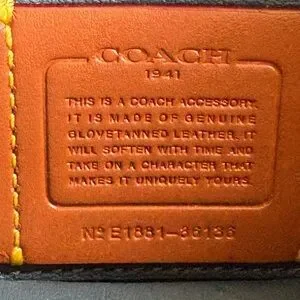 COACH
1941
THIS IS A COACH ACCESSORY.
IT IS MADE OF GENUINE
GLOVETANNED LEATHER. IT
WILL SOFTEN WITH TIME AND
TAKE ON A CHARACTER THAT
MAKES IT UNIQUELY YOURS.
Nº E1881-36136